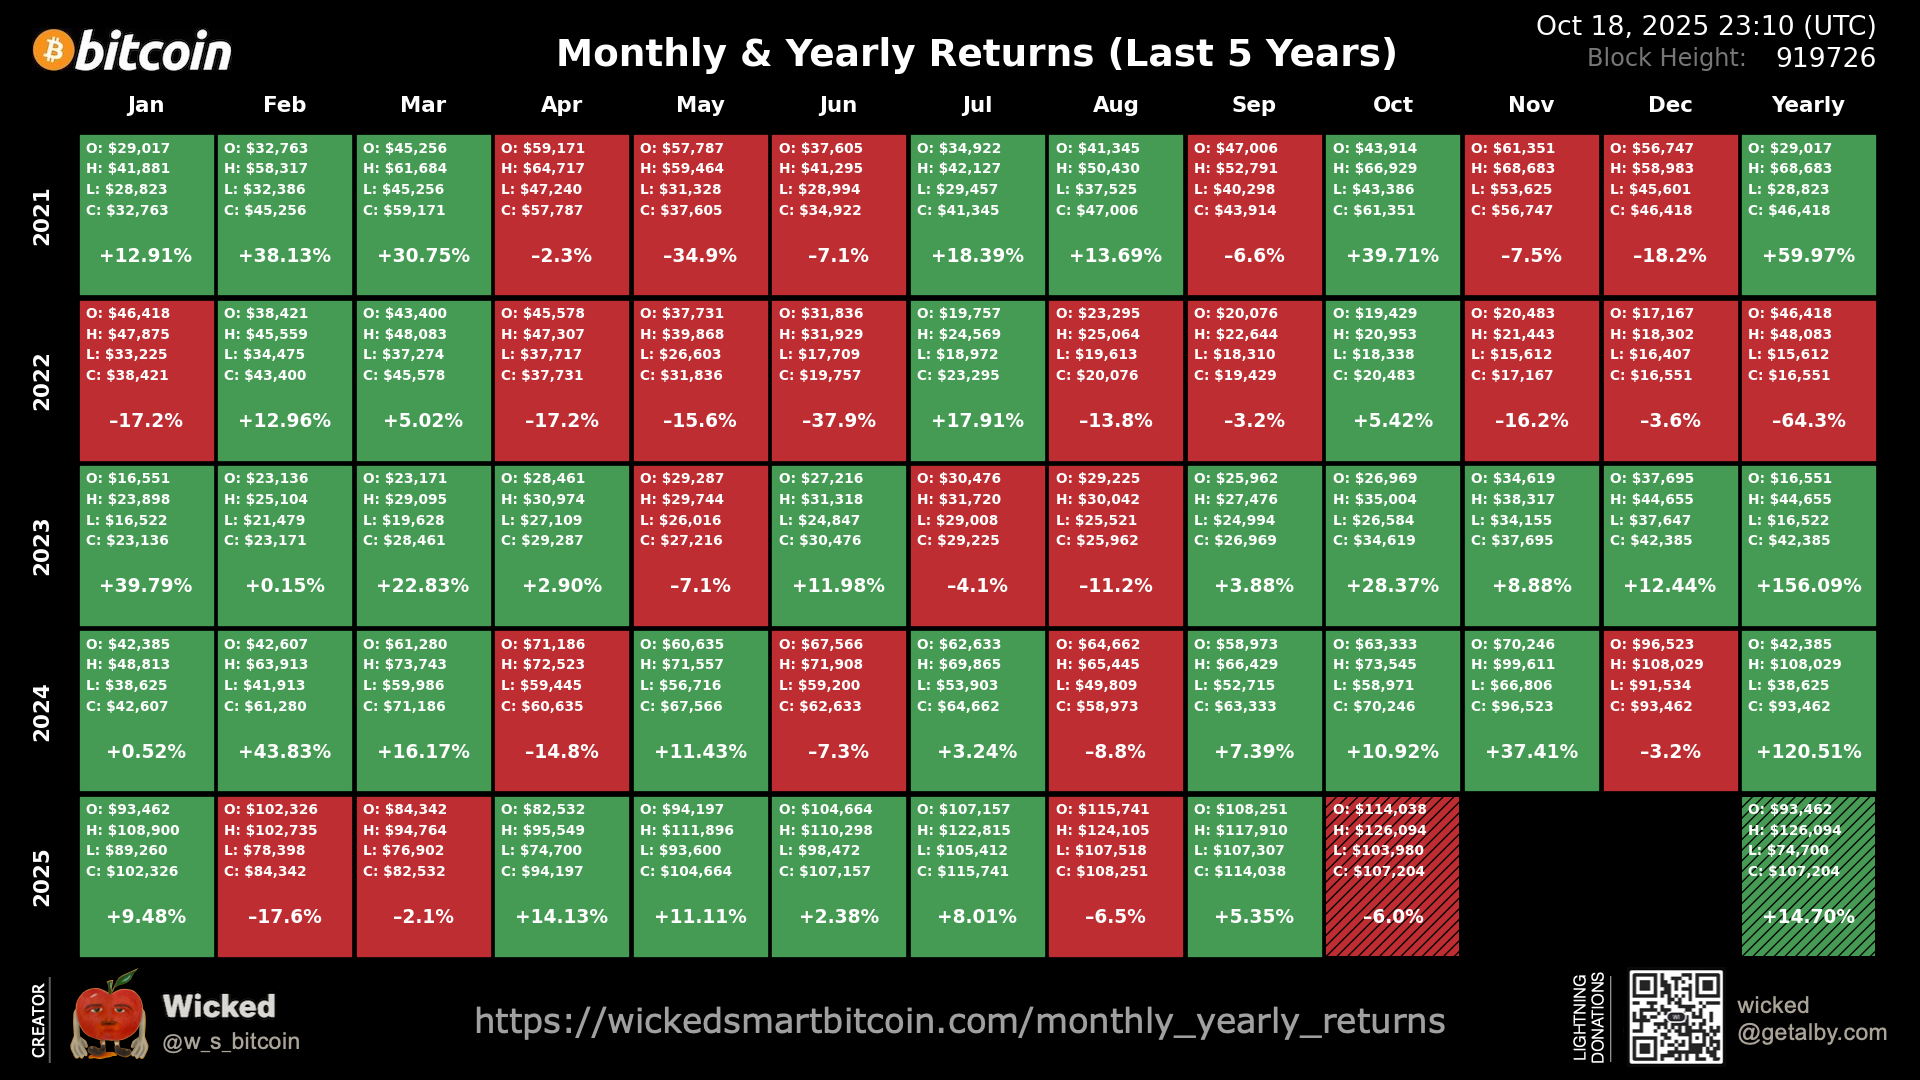 bitcoin
Monthly & Yearly Returns (Last 5 Years)
Oct 18, 2025 23:10 (UTC)
Block Height: 919726
Jan Feb Mar Apr May Jun Jul Aug Sep Oct Nov Dec Yearly
2021
O: $29,017 O: $32,763 O: $45,256 O: $59,171 O: $57,787 O: $37,605 O: $34,922 O: $41,345 O: $47,006 O: $43,914 O: $61,351 O: $56,747 O: $29,017
H: $41,881 H: $58,317 H: $61,684 H: $64,717 H: $59,464 H: $41,295 H: $42,127 H: $50,430 H: $52,791 H: $66,929 H: $68,683 H: $58,983 H: $68,683
L: $28,823 L: $32,386 L: $45,256 L: $47,240 L: $31,328 L: $28,994 L: $29,457 L: $37,525 L: $40,298 L: $43,386 L: $53,625 L: $45,601 L: $28,823
C: $32,763 C: $45,256 C: $59,171 C: $57,787 C: $37,605 C: $34,922 C: $41,345 C: $47,006 C: $43,914 C: $61,351 C: $56,747 C: $46,418 C: $46,418
+12.91% +38.13% +30.75% –2.3% –34.9% –7.1% +18.39% +13.69% –6.6% +39.71% –7.5% –18.2% +59.97%
2022
O: $46,418 O: $38,421 O: $43,400 O: $45,578 O: $37,731 O: $31,836 O: $19,757 O: $23,295 O: $20,076 O: $19,429 O: $20,483 O: $17,167 O: $46,418
H: $47,875 H: $45,559 H: $48,083 H: $47,307 H: $39,868 H: $31,929 H: $24,569 H: $25,064 H: $22,644 H: $20,953 H: $21,443 H: $18,302 H: $48,083
L: $33,225 L: $34,475 L: $37,274 L: $37,717 L: $26,603 L: $17,709 L: $18,972 L: $19,613 L: $18,310 L: $18,338 L: $15,612 L: $16,407 L: $15,612
C: $38,421 C: $43,400 C: $45,578 C: $37,731 C: $31,836 C: $19,757 C: $23,295 C: $20,076 C: $19,429 C: $20,483 C: $17,167 C: $16,551 C: $16,551
–17.2% +12.96% +5.02% –17.2% –15.6% –37.9% +17.91% –13.8% –3.2% +5.42% –16.2% –3.6% –64.3%
2023
O: $16,551 O: $23,136 O: $23,171 O: $28,461 O: $29,287 O: $27,216 O: $30,476 O: $29,225 O: $25,962 O: $26,969 O: $34,619 O: $37,695 O: $16,551
H: $23,898 H: $25,104 H: $29,095 H: $30,974 H: $29,744 H: $31,318 H: $31,720 H: $30,042 H: $27,476 H: $35,004 H: $38,317 H: $44,655 H: $44,655
L: $16,522 L: $21,479 L: $19,628 L: $27,109 L: $26,016 L: $24,847 L: $29,008 L: $25,521 L: $24,994 L: $26,584 L: $34,155 L: $37,647 L: $16,522
C: $23,136 C: $23,171 C: $28,461 C: $29,287 C: $27,216 C: $30,476 C: $29,225 C: $25,962 C: $26,969 C: $34,619 C: $37,695 C: $42,385 C: $42,385
+39.79% +0.15% +22.83% +2.90% –7.1% +11.98% –4.1% –11.2% +3.88% +28.37% +8.88% +12.44% +156.09%
2024
O: $42,385 O: $42,607 O: $61,280 O: $71,186 O: $60,635 O: $67,566 O: $62,633 O: $64,662 O: $58,973 O: $63,333 O: $70,246 O: $96,523 O: $42,385
H: $48,813 H: $63,913 H: $73,743 H: $72,523 H: $71,557 H: $71,908 H: $69,865 H: $65,445 H: $66,429 H: $73,545 H: $99,611 H: $108,029 H: $108,029
L: $38,625 L: $41,913 L: $59,986 L: $59,445 L: $56,716 L: $59,200 L: $53,903 L: $49,809 L: $52,715 L: $58,971 L: $66,806 L: $91,534 L: $38,625
C: $42,607 C: $61,280 C: $71,186 C: $60,635 C: $67,566 C: $62,633 C: $64,662 C: $58,973 C: $63,333 C: $70,246 C: $96,523 C: $93,462 C: $93,462
+0.52% +43.83% +16.17% –14.8% +11.43% –7.3% +3.24% –8.8% +7.39% +10.92% +37.41% –3.2% +120.51%
2025
O: $93,462 O: $102,326 O: $84,342 O: $82,532 O: $94,197 O: $104,664 O: $107,157 O: $115,741 O: $108,251 O: $114,038 O: $93,462
H: $108,900 H: $102,735 H: $94,764 H: $95,549 H: $111,896 H: $110,298 H: $122,815 H: $124,105 H: $117,910 H: $126,094 H: $126,094
L: $89,260 L: $78,398 L: $76,902 L: $74,700 L: $93,600 L: $98,472 L: $105,412 L: $107,518 L: $107,307 L: $103,980 L: $74,700
C: $102,326 C: $84,342 C: $82,532 C: $94,197 C: $104,664 C: $107,157 C: $115,741 C: $108,251 C: $114,038 C: $107,204 C: $107,204
+9.48% –17.6% –2.1% +14.13% +11.11% +2.38% +8.01% –6.5% +5.35% –6.0% +14.70%
CREATOR
Wicked
@w_s_bitcoin
https://wickedsmartbitcoin.com/monthly_yearly_returns
LIGHTNING
DONATIONS
wicked
@getalby.com